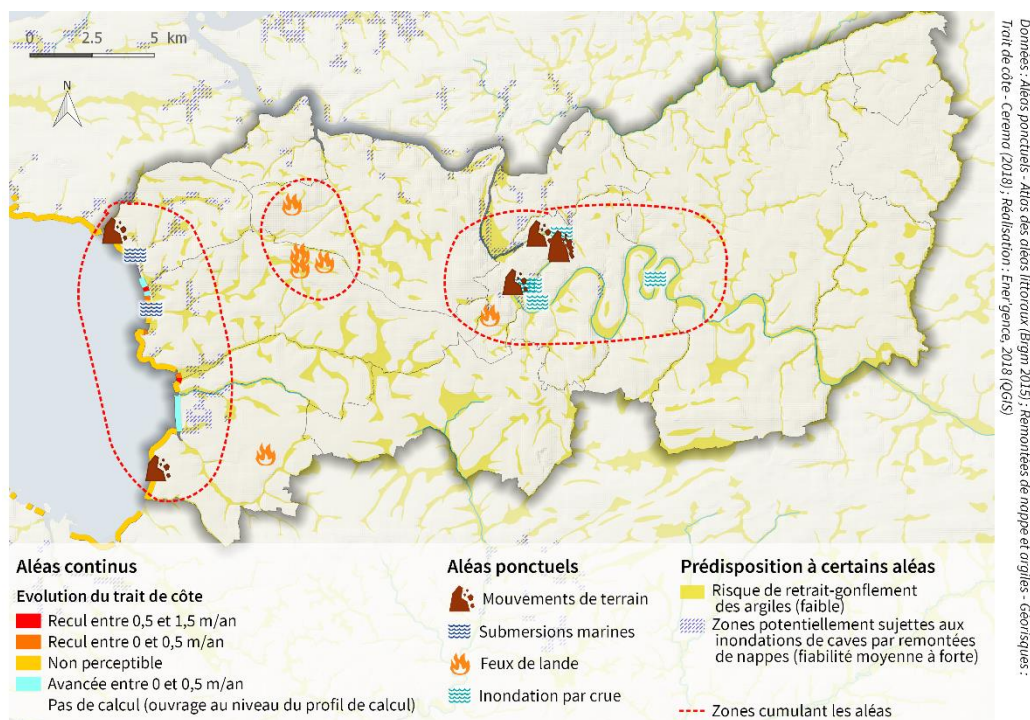 0 2.5 5 km
N
Aléas continus
Evolution du trait de côte
Recul entre 0,5 et 1,5 m/an
Recul entre 0 et 0,5 m/an
Non perceptible
Avancée entre 0 et 0,5 m/an
Pas de calcul (ouvrage au niveau du profil de calcul)
Aléas ponctuels
Mouvements de terrain
Submersions marines
Feux de lande
Inondation par crue
Prédisposition à certains aléas
Risque de retrait-gonflement
des argiles (faible)
Zones potentiellement sujettes aux
inondations de caves par remontées
de nappes (fiabilité moyenne à forte)
Zones cumulant les aléas
Données : Aléas ponctuels - Atlas des aléas littoraux (Brgm 2015) ; Remontées de nappe et argiles - Géorisques ;
Trait de côte - Cerema (2018) ; Réalisation : Ener'gence, 2018 (QGIS)